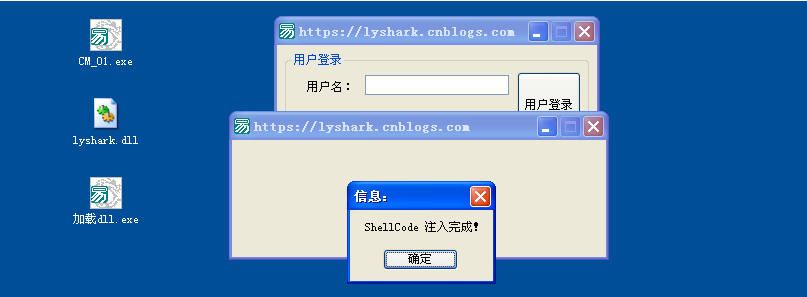 CM_01.exe
lyshark.dll
加载dll.exe
https://lyshark.cnblogs.com
用户登录
用户名：
用户登录
https://lyshark.cnblogs.com
信息：
ShellCode 注入完成！
确定